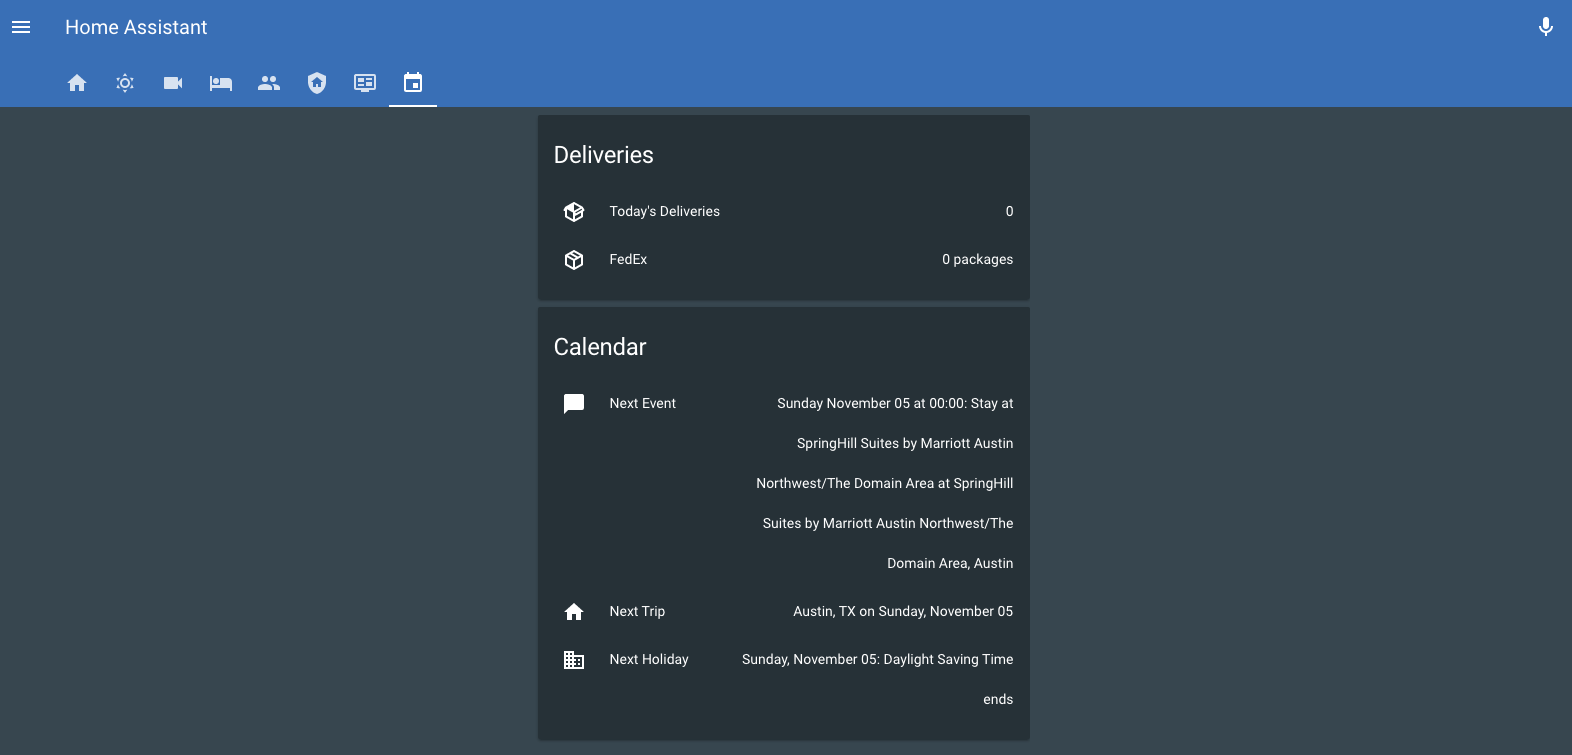 Home Assistant
Deliveries
Today's Deliveries 0
FedEx 0 packages
Calendar
Next Event Sunday November 05 at 00:00: Stay at
SpringHill Suites by Marriott Austin
Northwest/The Domain Area at SpringHill
Suites by Marriott Austin Northwest/The
Domain Area, Austin
Next Trip Austin, TX on Sunday, November 05
Next Holiday Sunday, November 05: Daylight Saving Time
ends